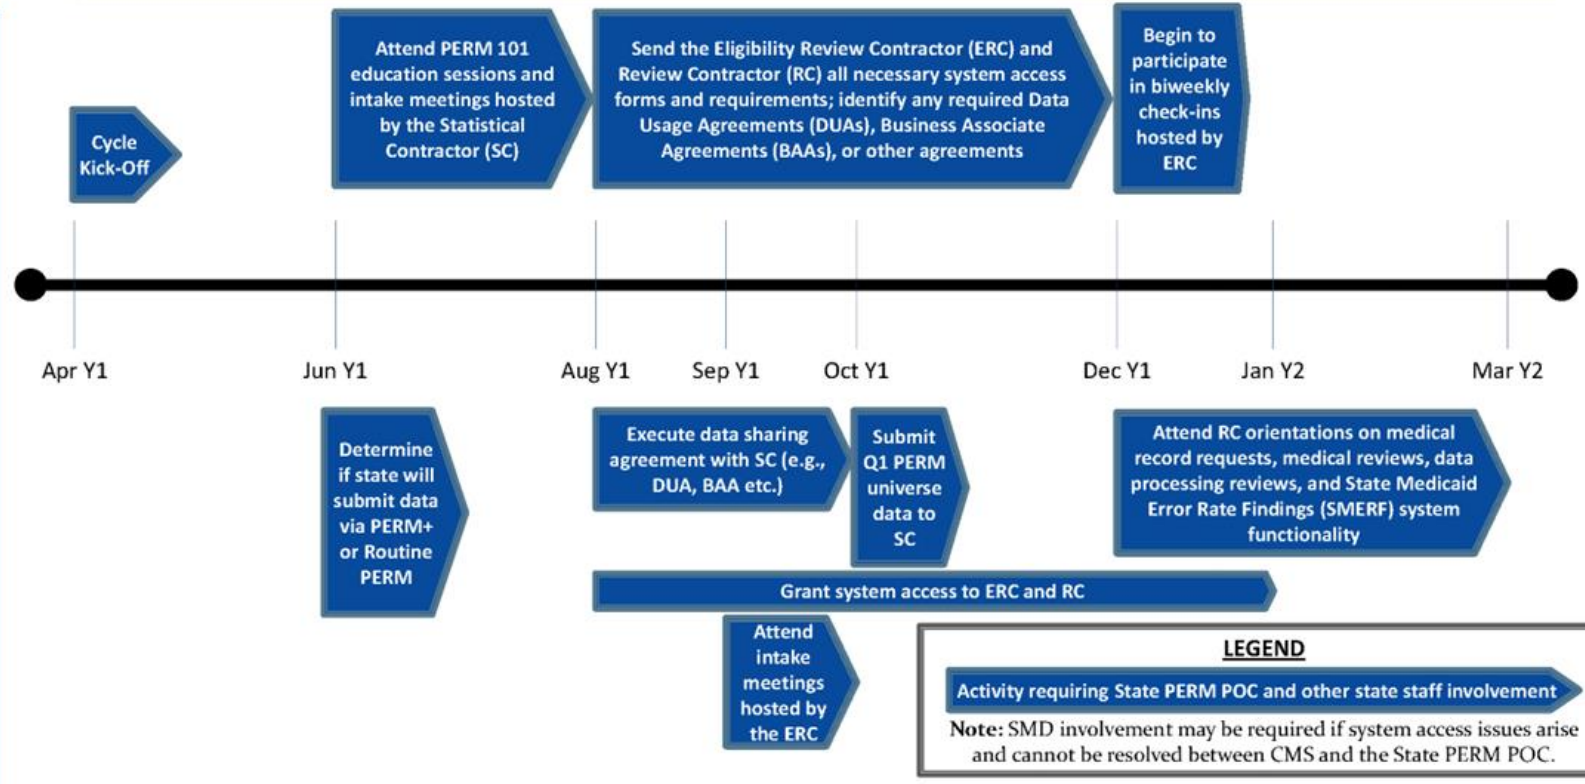 Cycle
Kick-Off
Attend PERM 101
education sessions and
intake meetings hosted
by the Statistical
Contractor (SC)
Send the Eligibility Review Contractor (ERC) and
Review Contractor (RC) all necessary system access
forms and requirements; identify any required Data
Usage Agreements (DUAs), Business Associate
Agreements (BAAs), or other agreements
Begin to
participate
in biweekly
check-ins
hosted by
ERC
Apr Y1
Jun Y1
Aug Y1
Sep Y1
Oct Y1
Dec Y1
Jan Y2
Mar Y2
Determine
if state will
submit data
via PERM+
or Routine
PERM
Execute data sharing
agreement with SC (e.g.,
DUA, BAA etc.)
Submit
Q1 PERM
universe
data to
SC
Attend RC orientations on medical
record requests, medical reviews, data
processing reviews, and State Medicaid
Error Rate Findings (SMERF) system
functionality
Grant system access to ERC and RC
Attend
intake
meetings
hosted by
the ERC
LEGEND
Activity requiring State PERM POC and other state staff involvement
Note: SMD involvement may be required if system access issues arise
and cannot be resolved between CMS and the State PERM POC.